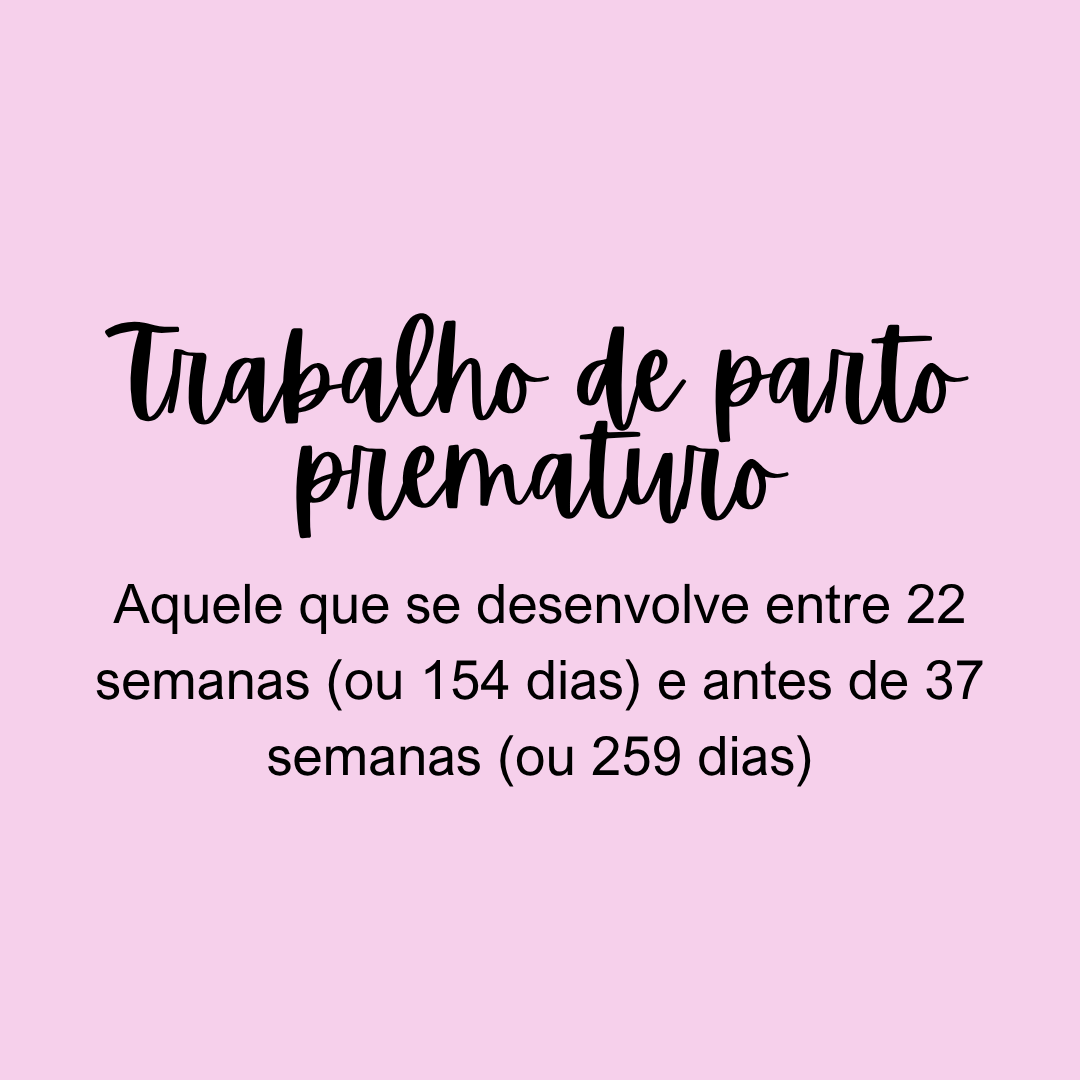 Trabalho de parto
prematuro
Aquele que se desenvolve entre 22
semanas (ou 154 dias) e antes de 37
semanas (ou 259 dias)